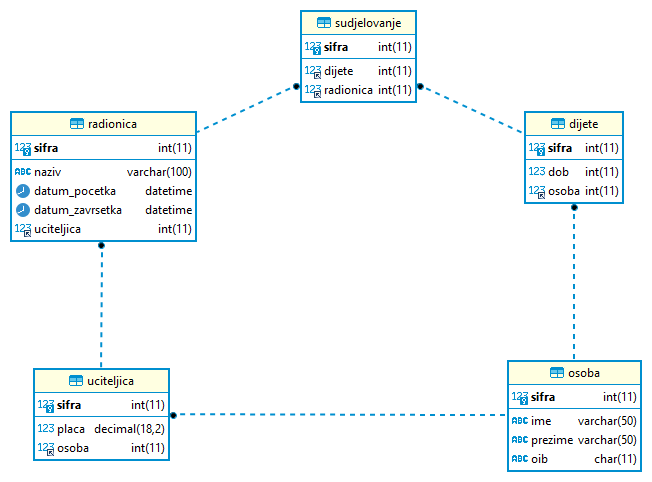 sudjelovanje
123 sifra int(11)
123 dijete int(11)
123 radionica int(11)
radionica
123 sifra int(11)
ABC naziv varchar(100)
datum_pocetka datetime
datum_zavrsetka datetime
123 uciteljica int(11)
dijete
123 sifra int(11)
123 dob int(11)
123 osoba int(11)
uciteljica
123 sifra int(11)
123 placa decimal(18,2)
123 osoba int(11)
osoba
123 sifra int(11)
ABC ime varchar(50)
ABC prezime varchar(50)
ABC oib char(11)